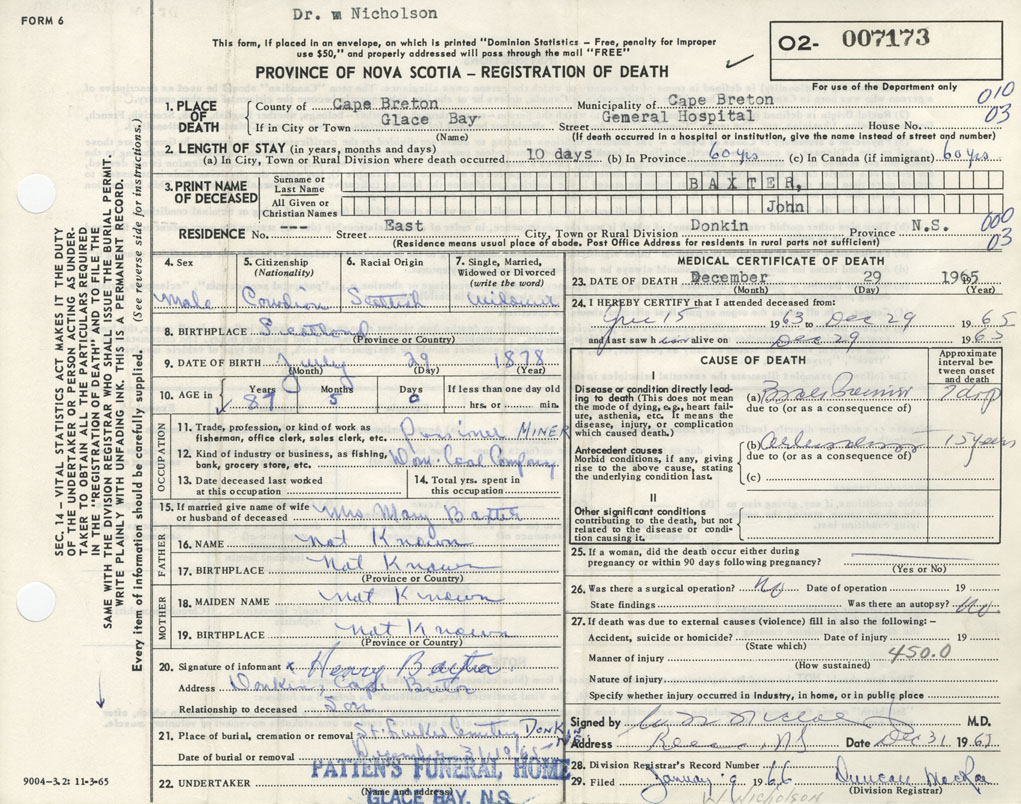 FORM 6
Dr. Nicholson
This form, if placed in an envelope, on which is printed "Dominion Statistics – Free, penalty for improper
use $50," and properly addressed will pass through the mail "FREE"
PROVINCE OF NOVA SCOTIA – REGISTRATION OF DEATH
O2- 007173
For use of the Department only
010
03
1. PLACE OF DEATH
County of Cape Breton Municipality of Cape Breton
If in City or Town Glace Bay Street General Hospital House No.
(Name) (If death occurred in a hospital or institution, give the name instead of street and number)
2. LENGTH OF STAY (in years, months and days)
(a) In City, Town or Rural Division where death occurred 10 days (b) In Province 60 yrs (c) In Canada (if immigrant) 60 yrs
3. PRINT NAME OF DECEASED
Surname or Last Name BAXTER,
All Given or Christian Names John
RESIDENCE No. --- Street East City, Town or Rural Division Donkin Province N.S.
(Residence means usual place of abode. Post Office Address for residents in rural parts not sufficient)
000
03
4. Sex Male
5. Citizenship (Nationality) Canadian
6. Racial Origin Scottish
7. Single, Married, Widowed or Divorced (write the word) Widower
8. BIRTHPLACE Scotland
(Province or Country)
9. DATE OF BIRTH July 29 1878
(Month) (Day) (Year)
10. AGE in Years 87 Months 5 Days 0 If less than one day old hrs. or min.
OCCUPATION
11. Trade, profession, or kind of work as
fisherman, office clerk, sales clerk, etc. MINER
12. Kind of industry or business, as fishing,
bank, grocery store, etc. Dom. Coal Company
13. Date deceased last worked
at this occupation
14. Total yrs. spent in
this occupation
15. If married give name of wife
or husband of deceased Mrs. Mary Baxter
FATHER
16. NAME Not Known
17. BIRTHPLACE Not Known
(Province or Country)
MOTHER
18. MAIDEN NAME Not Known
19. BIRTHPLACE Not Known
(Province or Country)
20. Signature of informant x Henry Baxter
Address Donkin, Cape Breton
Relationship to deceased Son
21. Place of burial, cremation or removal St. Lukes Cemetery Donkin
Date of burial or removal December 31/1965
22. UNDERTAKER PATTEN'S FUNERAL HOME
(Name and address)
GLACE BAY, N.S.
MEDICAL CERTIFICATE OF DEATH
23. DATE OF DEATH December 29 1965
(Month) (Day) (Year)
24. I HEREBY CERTIFY that I attended deceased from:
15 1963 to Dec 29 1965
and last saw him alive on Dec 29 1965
CAUSE OF DEATH
Approximate interval between onset and death
I
Disease or condition directly leading
to death (This does not mean
the mode of dying, e.g., heart failure,
asthenia, etc. It means the
disease, injury, or complication
which caused death.)
(a) 7 days
due to (or as a consequence of)
Antecedent causes
Morbid conditions, if any, giving
rise to the above cause, stating
the underlying condition last.
(b) 15 years
due to (or as a consequence of)
(c)
II
Other significant conditions
contributing to the death, but not
related to the disease or condition
causing it.
25. If a woman, did the death occur either during
pregnancy or within 90 days following pregnancy?
(Yes or No)
26. Was there a surgical operation? No Date of operation 19
State findings Was there an autopsy? No
27. If death was due to external causes (violence) fill in also the following:–
Accident, suicide or homicide? Date of injury 19
(State which)
Manner of injury 450.0
(How sustained)
Nature of injury
Specify whether injury occurred in industry, in home, or in public place
Signed by M.D.
Address Reserve, NS Date Dec 31 1965
28. Division Registrar's Record Number
29. Filed January 9 1966 Duncan MacRae
(Division Registrar)
W. Nicholson
SEC. 14 – VITAL STATISTICS ACT MAKES IT THE DUTY
OF THE UNDERTAKER OR PERSON ACTING AS UNDERTAKER
TO OBTAIN ALL THE PARTICULARS REQUIRED
IN THE "REGISTRATION OF DEATH" AND TO FILE THE
SAME WITH THE DIVISION REGISTRAR WHO SHALL ISSUE THE BURIAL PERMIT.
WRITE PLAINLY WITH UNFADING INK. THIS IS A PERMANENT RECORD.
Every item of information should be carefully supplied. (See reverse side for instructions.)
9004-3.2: 11-3-65